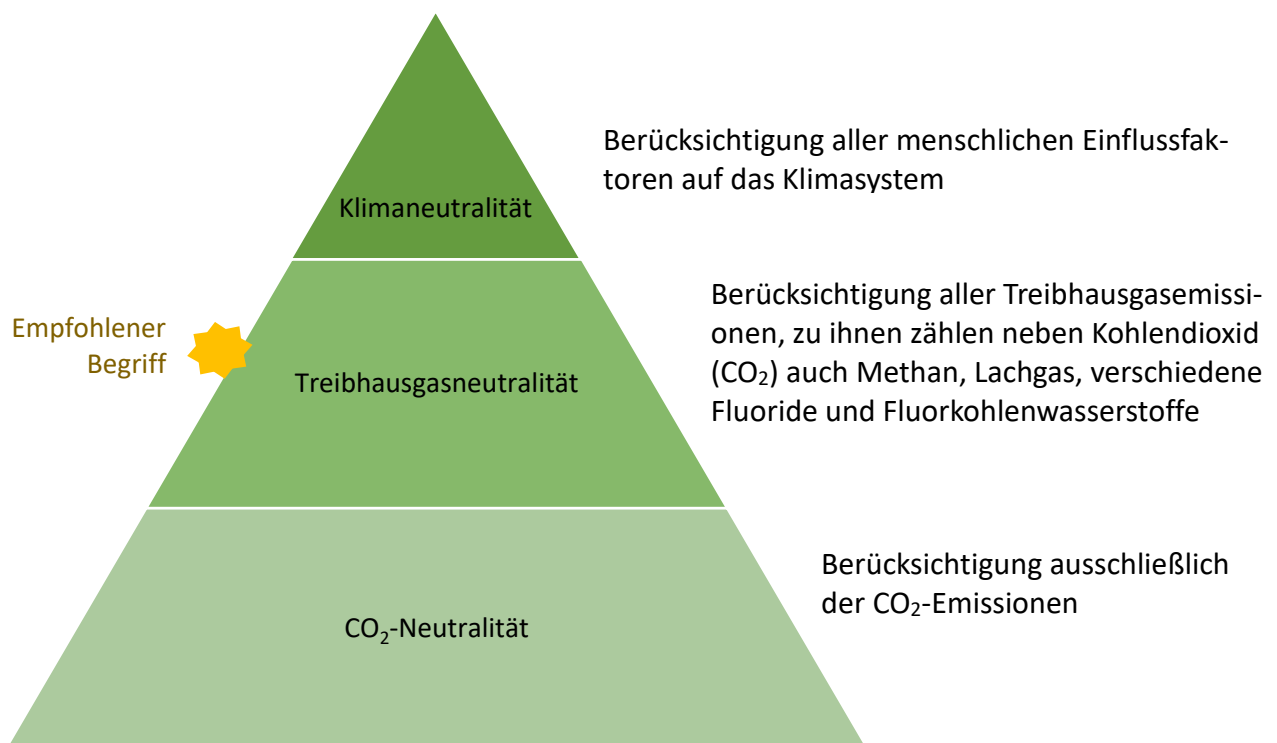 Berücksichtigung aller menschlichen Einflussfak-
toren auf das Klimasystem
Klimaneutralität
Empfohlener
Begriff
Treibhausgasneutralität
Berücksichtigung aller Treibhausgasemissi-
onen, zu ihnen zählen neben Kohlendioxid
(CO₂) auch Methan, Lachgas, verschiedene
Fluoride und Fluorkohlenwasserstoffe
CO₂-Neutralität
Berücksichtigung ausschließlich
der CO₂-Emissionen